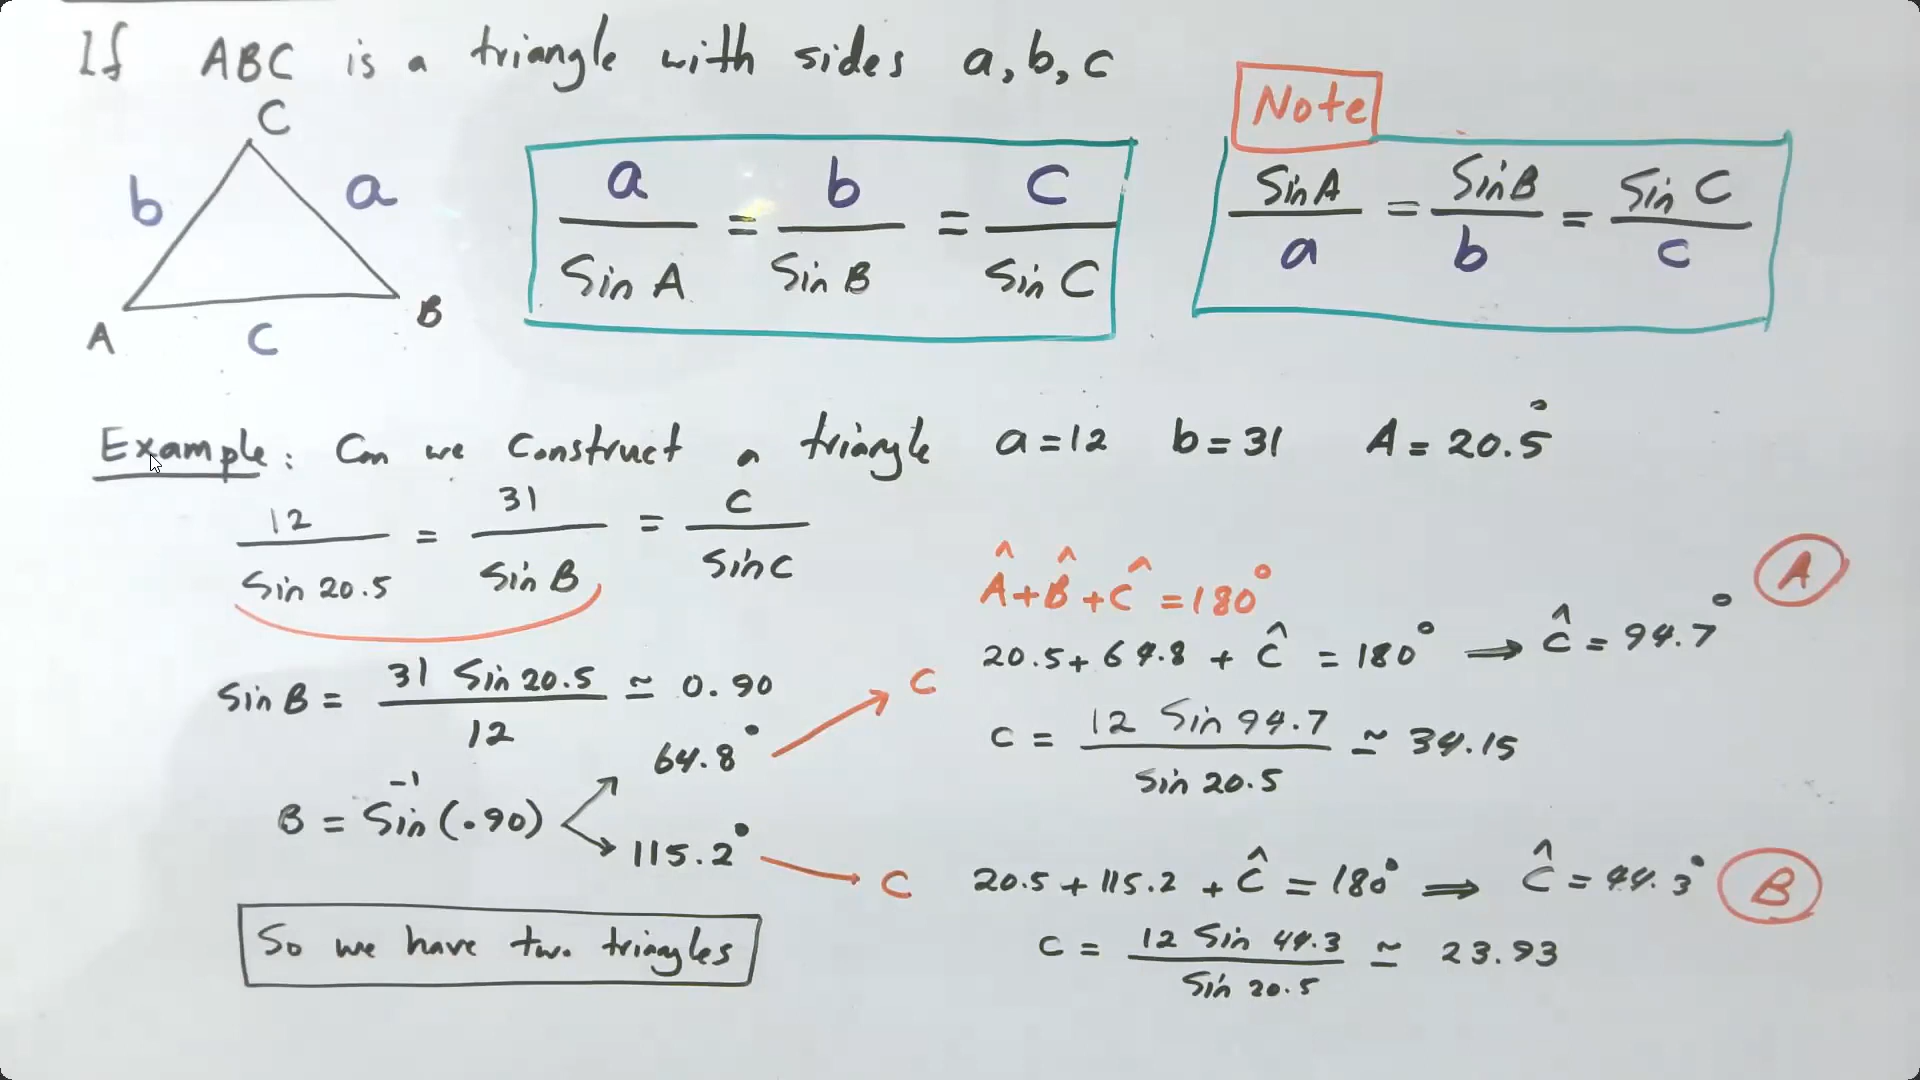 If ABC is a triangle with sides a, b, c
C
b a
A B
c
a/Sin A = b/Sin B = c/Sin C
Note
Sin A/a = Sin B/b = Sin C/c
Example: Can we construct a triangle a = 12 b = 31 A = 20.5°
12/Sin 20.5 = 31/Sin B = c/Sin C
Sin B = 31 Sin 20.5/12 ≃ 0.90
B = Sin⁻¹(.90)
64.8°
115.2°
So we have two triangles
C
Â + B̂ + Ĉ = 180°
20.5 + 64.8 + Ĉ = 180° ⟹ Ĉ = 94.7°
A
c = 12 Sin 94.7/Sin 20.5 ≃ 34.15
C
20.5 + 115.2 + Ĉ = 180° ⟹ Ĉ = 44.3°
B
c = 12 Sin 44.3/Sin 20.5 ≃ 23.93